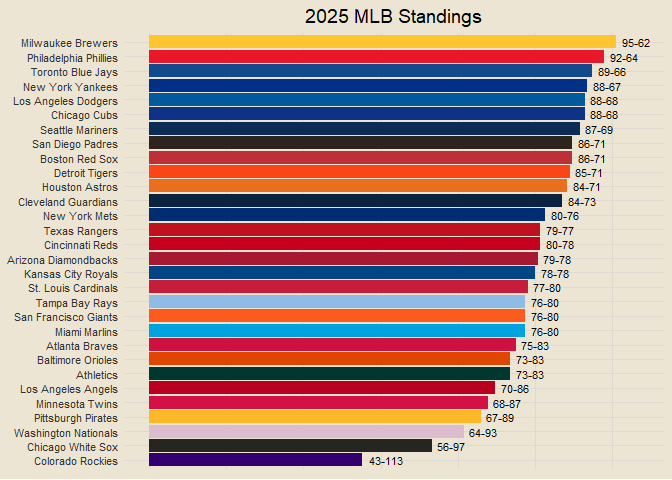 2025 MLB Standings
Milwaukee Brewers 95-62
Philadelphia Phillies 92-64
Toronto Blue Jays 89-66
New York Yankees 88-67
Los Angeles Dodgers 88-68
Chicago Cubs 88-68
Seattle Mariners 87-69
San Diego Padres 86-71
Boston Red Sox 86-71
Detroit Tigers 85-71
Houston Astros 84-71
Cleveland Guardians 84-73
New York Mets 80-76
Texas Rangers 79-77
Cincinnati Reds 80-78
Arizona Diamondbacks 79-78
Kansas City Royals 78-78
St. Louis Cardinals 77-80
Tampa Bay Rays 76-80
San Francisco Giants 76-80
Miami Marlins 76-80
Atlanta Braves 75-83
Baltimore Orioles 73-83
Athletics 73-83
Los Angeles Angels 70-86
Minnesota Twins 68-87
Pittsburgh Pirates 67-89
Washington Nationals 64-93
Chicago White Sox 56-97
Colorado Rockies 43-113